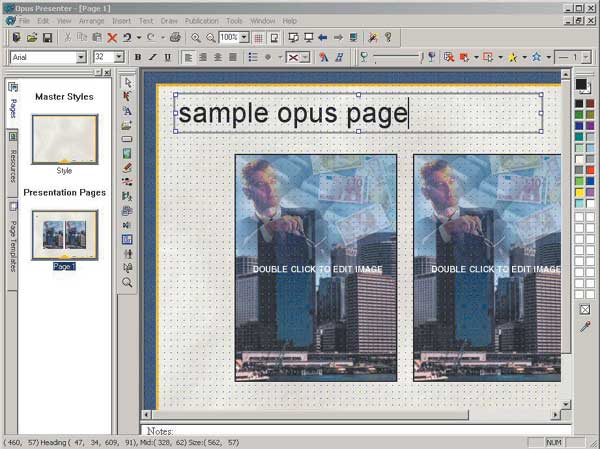 Opus Presenter - [Page 1]
File Edit View Arrange Insert Text Draw Publication Tools Window Help
100%
Arial 32 B I U 1
Pages
Resources
Page Templates
Master Styles
Style
Presentation Pages
Page 1
sample opus page
DOUBLE CLICK TO EDIT IMAGE DOUBLE CLICK TO EDIT IMAGE
Notes:
( 460, 57) Heading ( 47, 34, 609, 91), Mid:( 328, 62) Size:( 562, 57) NUM